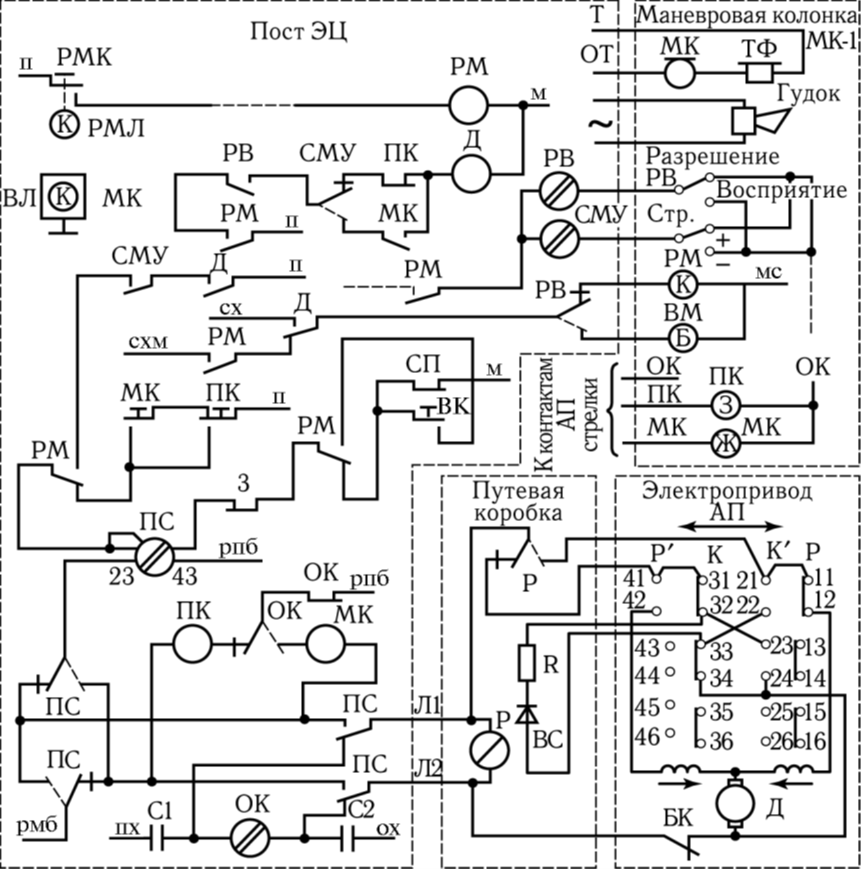 Пост ЭЦ
Т
Маневровая колонка
МК-1
ОТ
МК
ТФ
п
РМК
К
РМЛ
РМ
м
Гудок
~
Д
РВ
СМУ
ПК
РВ
Разрешение
РВ
Восприятие
ВЛ
К
МК
РМ
п
МК
СМУ
Стр.
+
−
СМУ
Д
п
РМ
РВ
РМ
К
мс
сх
Д
схм
РМ
ВМ
Б
СП
м
ВК
К контактам
АП
стрелки
ОК
ПК
МК
ПК
З
Ж
МК
ОК
МК
ПК
п
РМ
РМ
З
ПС
23
43
рпб
Путевая
коробка
Р
Электропривод
АП
Р'
К
К'
Р
41
31
21
11
42
32
22
12
43
33
23
13
44
34
24
14
45
35
25
15
46
36
26
16
R
ВС
ПК
ОК
ОК
рпб
МК
ПС
ПС
Л1
Р
ПС
ПС
Л2
рмб
пх
С1
ОК
С2
ох
БК
Д